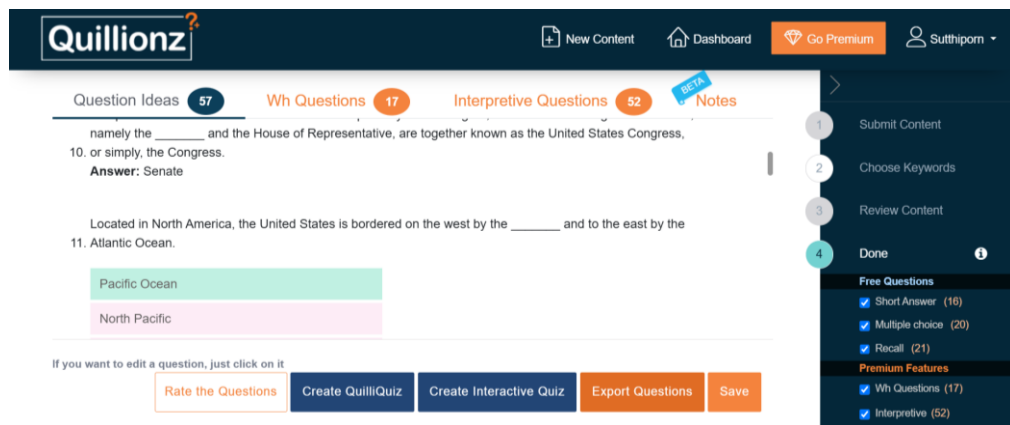 Quillionz?
New Content
Dashboard
Go Premium
Sutthiporn
Question Ideas 57
Wh Questions 17
Interpretive Questions 52
BETA
Notes
namely the _______ and the House of Representative, are together known as the United States Congress,
10. or simply, the Congress.
Answer: Senate
Located in North America, the United States is bordered on the west by the _______ and to the east by the
11. Atlantic Ocean.
Pacific Ocean
North Pacific
If you want to edit a question, just click on it
Rate the Questions
Create QuilliQuiz
Create Interactive Quiz
Export Questions
Save
1 Submit Content
2 Choose Keywords
3 Review Content
4 Done
Free Questions
Short Answer (16)
Multiple choice (20)
Recall (21)
Premium Features
Wh Questions (17)
Interpretive (52)